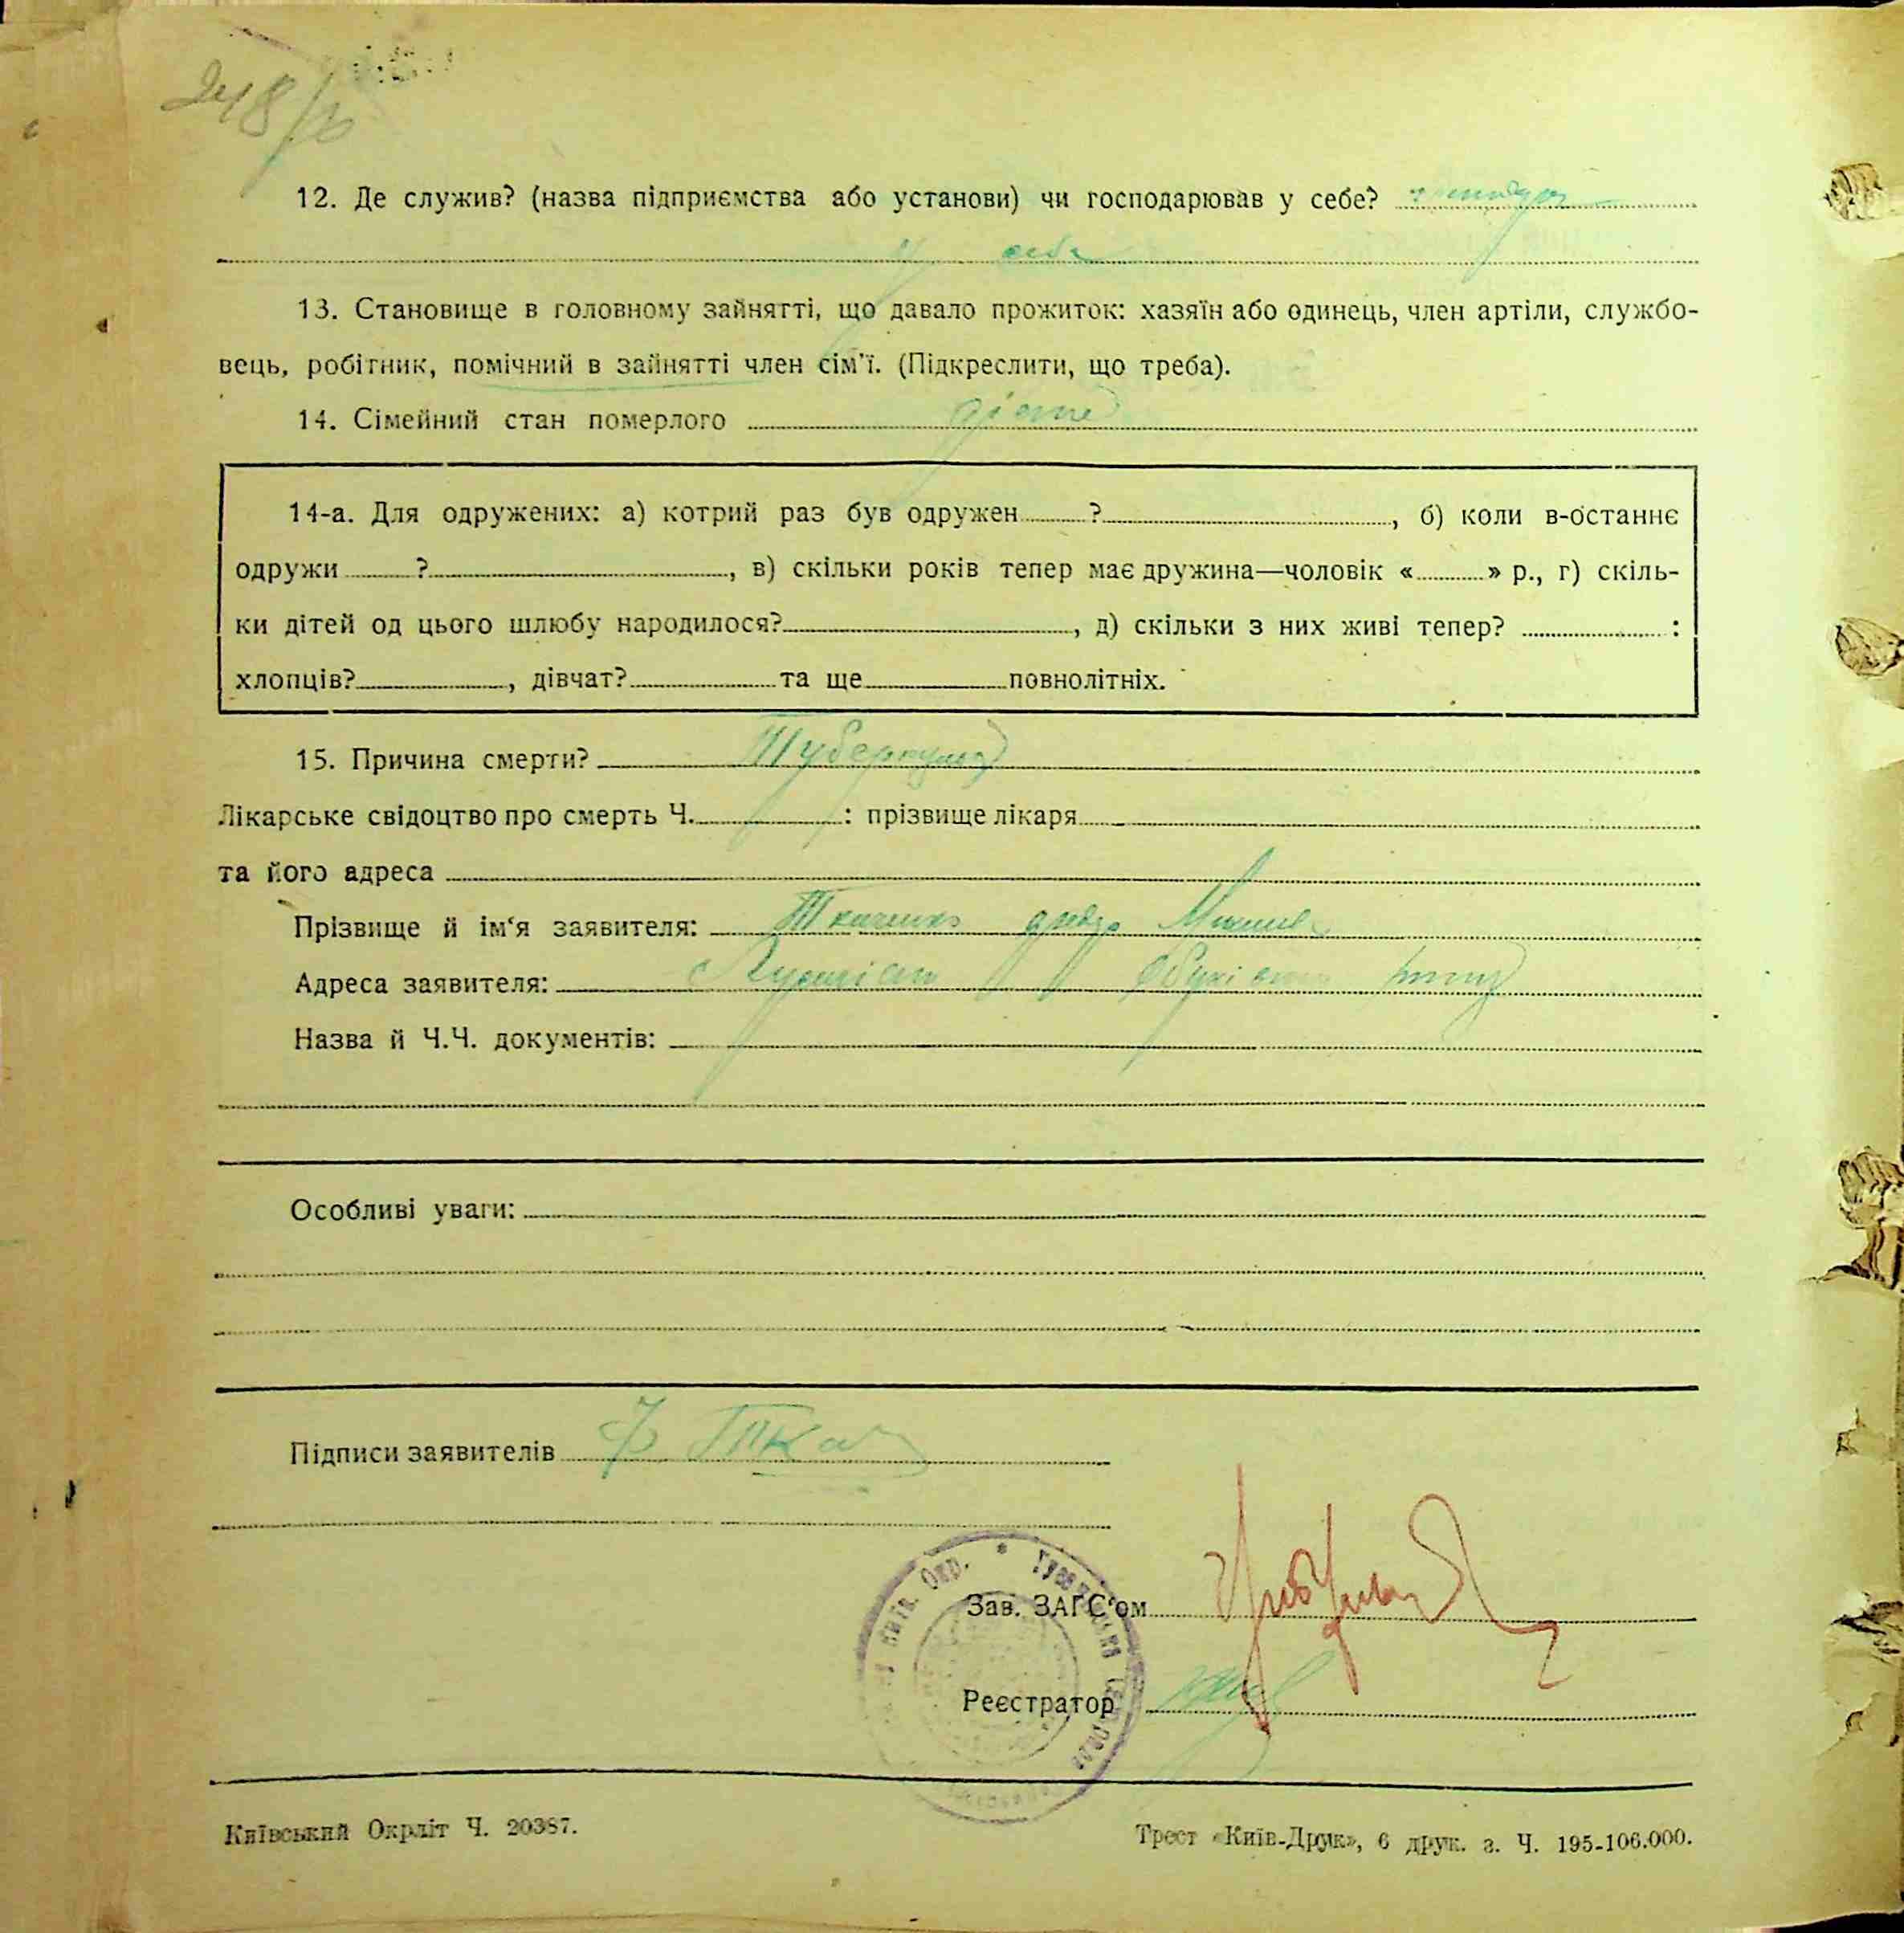 248/
12. Де служив? (назва підприємства або установи) чи господарював у себе?
у себе
13. Становище в головному зайнятті, що давало прожиток: хазяїн або одинець, член артіли, службо-
вець, робітник, помічний в зайнятті член сім'ї. (Підкреслити, що треба).
14. Сімейний стан померлого
14-а. Для одружених: а) котрий раз був одружен ? , б) коли в-останнє
одружи ? , в) скільки років тепер має дружина—чоловік « » р., г) скіль-
ки дітей од цього шлюбу народилося? , д) скільки з них живі тепер? :
хлопців? , дівчат? та ще повнолітніх.
15. Причина смерти? Туберкульоз
Лікарське свідоцтво про смерть Ч. : прізвище лікаря
та його адреса
Прізвище й ім'я заявителя: Ткаченко
Адреса заявителя:
Назва й Ч.Ч. документів:
Особливі уваги:
Підписи заявителів Ф Ткач
Київ. Окр. *
Зав. ЗАГС'ом
Реєстратор
Київський Окрліт Ч. 20387.
Трест «Київ-Друк», 6 друк. з. Ч. 195-106.000.